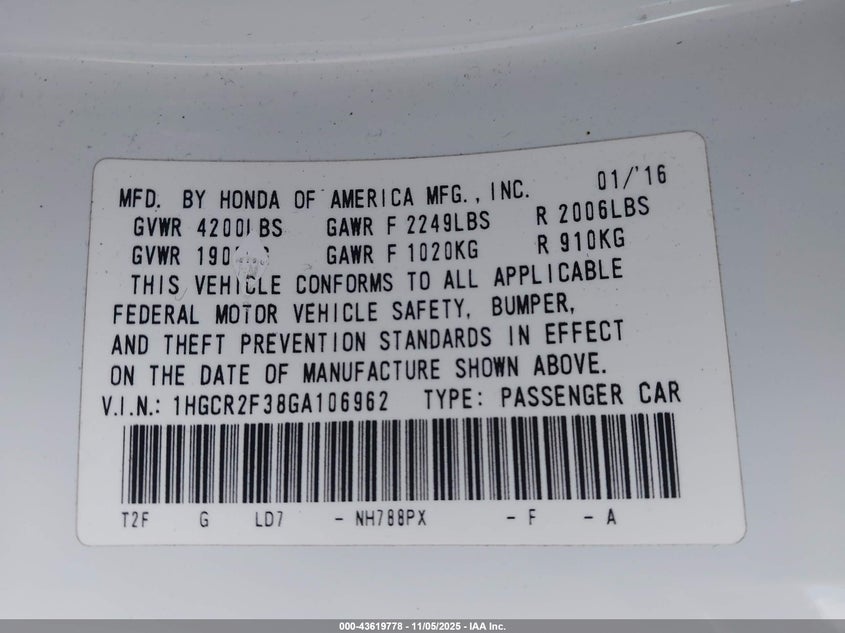 MFD. BY HONDA OF AMERICA MFG., INC. 01/'16
GVWR 4200LBS GAWR F 2249LBS R 2006LBS
GVWR GAWR F 1020KG R 910KG
THIS VEHICLE CONFORMS TO ALL APPLICABLE
FEDERAL MOTOR VEHICLE SAFETY, BUMPER,
AND THEFT PREVENTION STANDARDS IN EFFECT
ON THE DATE OF MANUFACTURE SHOWN ABOVE.
V.I.N.: 1HGCR2F38GA106962 TYPE: PASSENGER CAR
T2F G LD7 - NH788PX - F - A
000-43619778 - 11/05/2025 - IAA Inc.